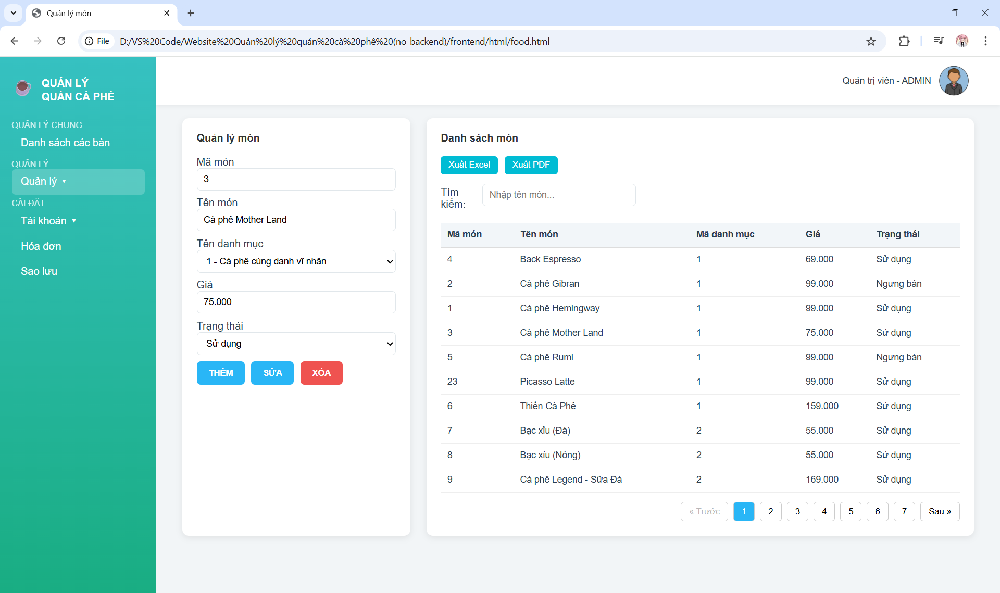 Quản lý món
File
D:/VS%20Code/Website%20Quản%20lý%20quán%20cà%20phê%20(no-backend)/frontend/html/food.html
QUẢN LÝ
QUÁN CÀ PHÊ
QUẢN LÝ CHUNG
Danh sách các bàn
QUẢN LÝ
Quản lý ▾
CÀI ĐẶT
Tài khoản ▾
Hóa đơn
Sao lưu
Quản trị viên - ADMIN
Quản lý món
Mã món
3
Tên món
Cà phê Mother Land
Tên danh mục
1 - Cà phê cùng danh vĩ nhân
Giá
75.000
Trạng thái
Sử dụng
THÊM SỬA XÓA
Danh sách món
Xuất Excel Xuất PDF
Tìm
kiếm:
Nhập tên món...
Mã món Tên món Mã danh mục Giá Trạng thái
4 Back Espresso 1 69.000 Sử dụng
2 Cà phê Gibran 1 99.000 Ngưng bán
1 Cà phê Hemingway 1 99.000 Sử dụng
3 Cà phê Mother Land 1 75.000 Sử dụng
5 Cà phê Rumi 1 99.000 Ngưng bán
23 Picasso Latte 1 99.000 Sử dụng
6 Thiền Cà Phê 1 159.000 Sử dụng
7 Bạc xỉu (Đá) 2 55.000 Sử dụng
8 Bạc xỉu (Nóng) 2 55.000 Sử dụng
9 Cà phê Legend - Sữa Đá 2 169.000 Sử dụng
« Trước 1 2 3 4 5 6 7 Sau »